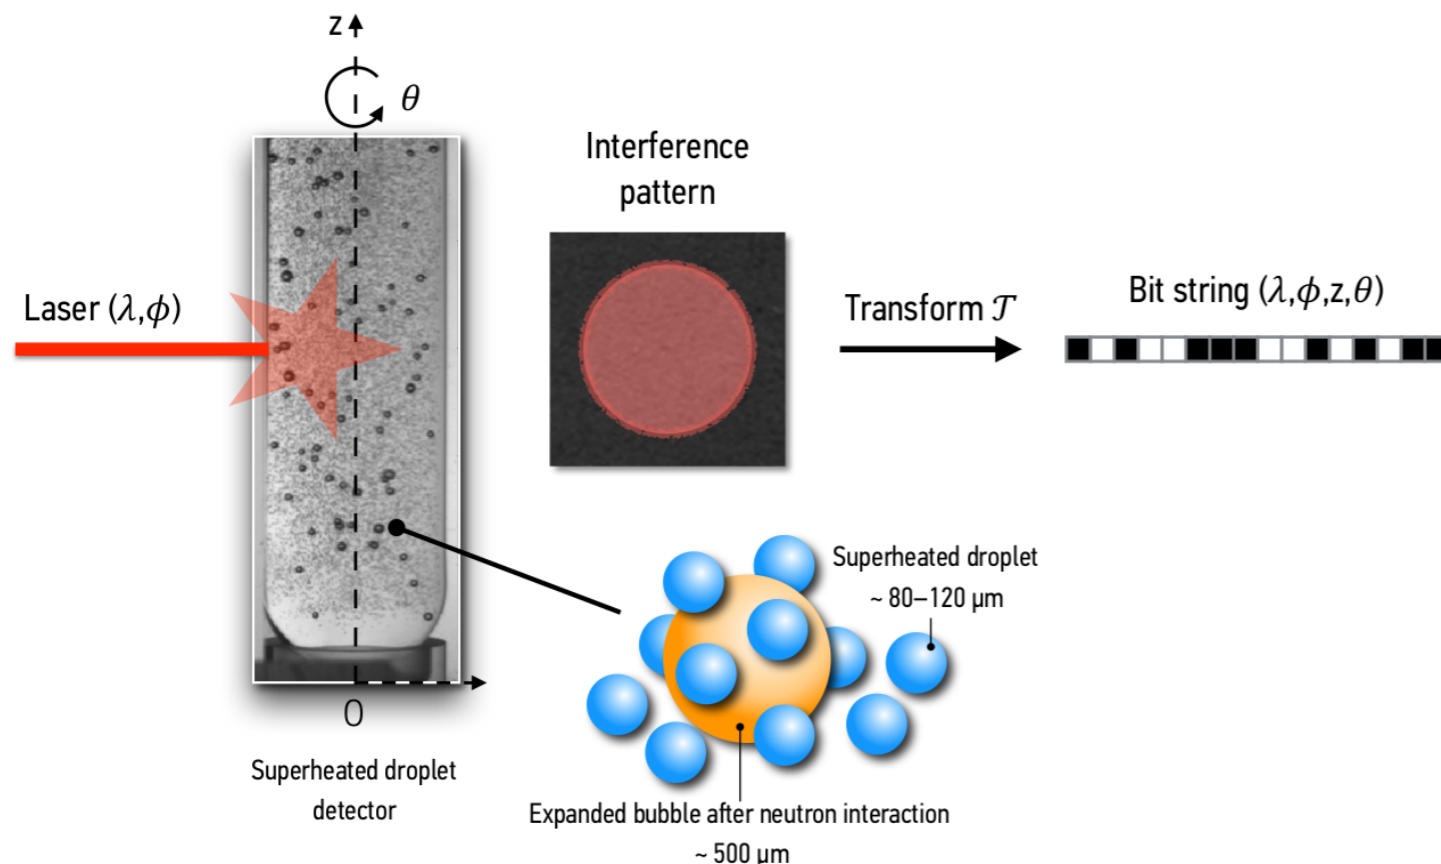 z
θ
Interference
pattern
Laser (λ,ϕ)
Transform 𝒯
Bit string (λ,ϕ,z,θ)
Superheated droplet
~ 80–120 µm
0
Superheated droplet
detector
Expanded bubble after neutron interaction
~ 500 µm